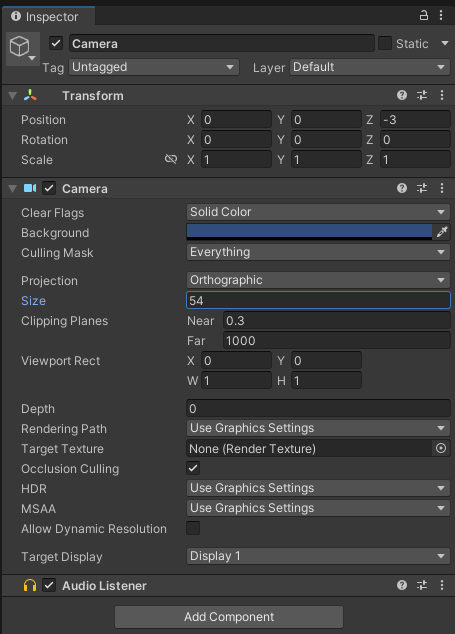 Inspector
Camera Static
Tag Untagged Layer Default
Transform
Position X 0 Y 0 Z -3
Rotation X 0 Y 0 Z 0
Scale X 1 Y 1 Z 1
Camera
Clear Flags Solid Color
Background
Culling Mask Everything
Projection Orthographic
Size 54
Clipping Planes Near 0.3
Far 1000
Viewport Rect X 0 Y 0
W 1 H 1
Depth 0
Rendering Path Use Graphics Settings
Target Texture None (Render Texture)
Occlusion Culling
HDR Use Graphics Settings
MSAA Use Graphics Settings
Allow Dynamic Resolution
Target Display Display 1
Audio Listener
Add Component